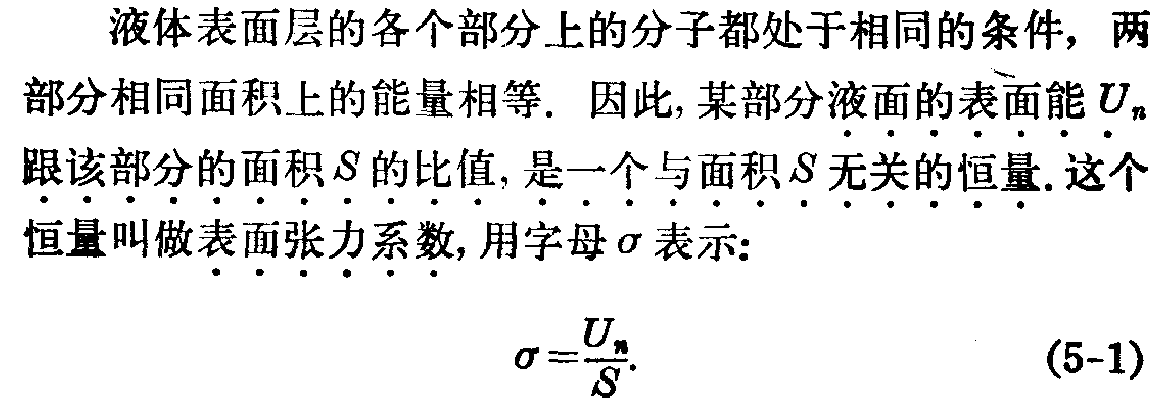 液体表面层的各个部分上的分子都处于相同的条件，两
部分相同面积上的能量相等．因此，某部分液面的表面能 Uₙ
跟该部分的面积 S 的比值，是一个与面积 S 无关的恒量．这个
恒量叫做表面张力系数，用字母 σ 表示：
σ = Uₙ/S. (5-1)